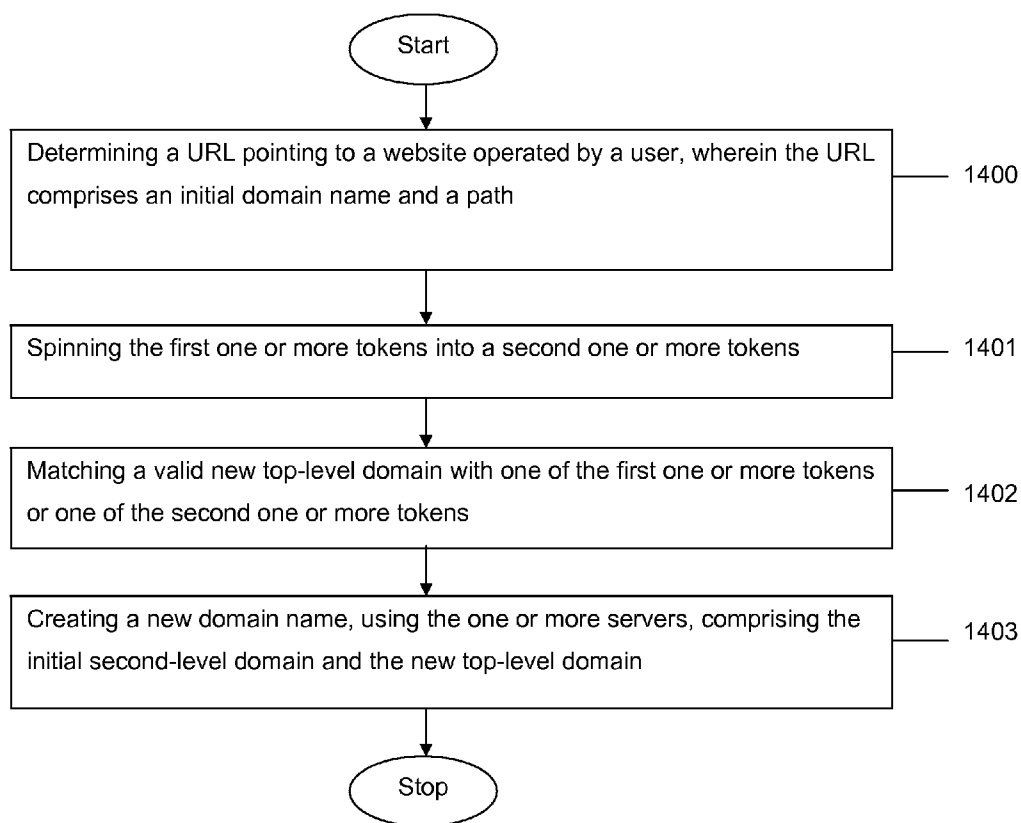 Start
Determining a URL pointing to a website operated by a user, wherein the URL
comprises an initial domain name and a path
1400
Spinning the first one or more tokens into a second one or more tokens
1401
Matching a valid new top-level domain with one of the first one or more tokens
or one of the second one or more tokens
1402
Creating a new domain name, using the one or more servers, comprising the
initial second-level domain and the new top-level domain
1403
Stop